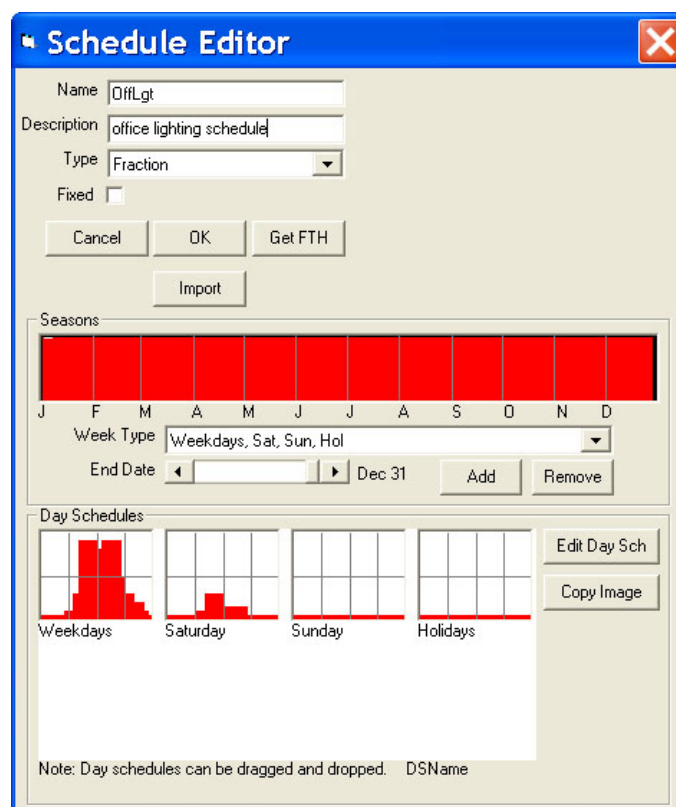 Schedule Editor
Name OffLgt
Description office lighting schedule
Type Fraction
Fixed
Cancel OK Get FTH
Import
Seasons
J F M A M J J A S O N D
Week Type Weekdays, Sat, Sun, Hol
End Date Dec 31 Add Remove
Day Schedules
Edit Day Sch
Copy Image
Weekdays Saturday Sunday Holidays
Note: Day schedules can be dragged and dropped. DSName